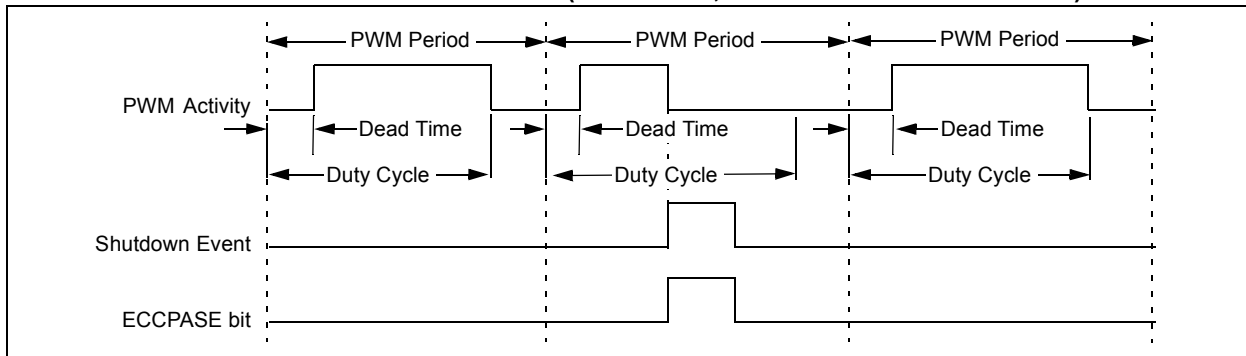 PWM Period PWM Period PWM Period
PWM Activity
Dead Time Dead Time Dead Time
Duty Cycle Duty Cycle Duty Cycle
Shutdown Event
ECCPASE bit